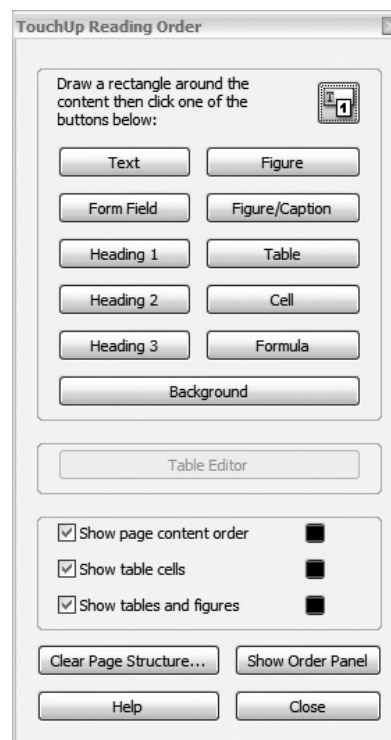 TouchUp Reading Order
Draw a rectangle around the
content then click one of the
buttons below:
T
1
Text
Figure
Form Field
Figure/Caption
Heading 1
Table
Heading 2
Cell
Heading 3
Formula
Background
Table Editor
Show page content order
Show table cells
Show tables and figures
Clear Page Structure...
Show Order Panel
Help
Close